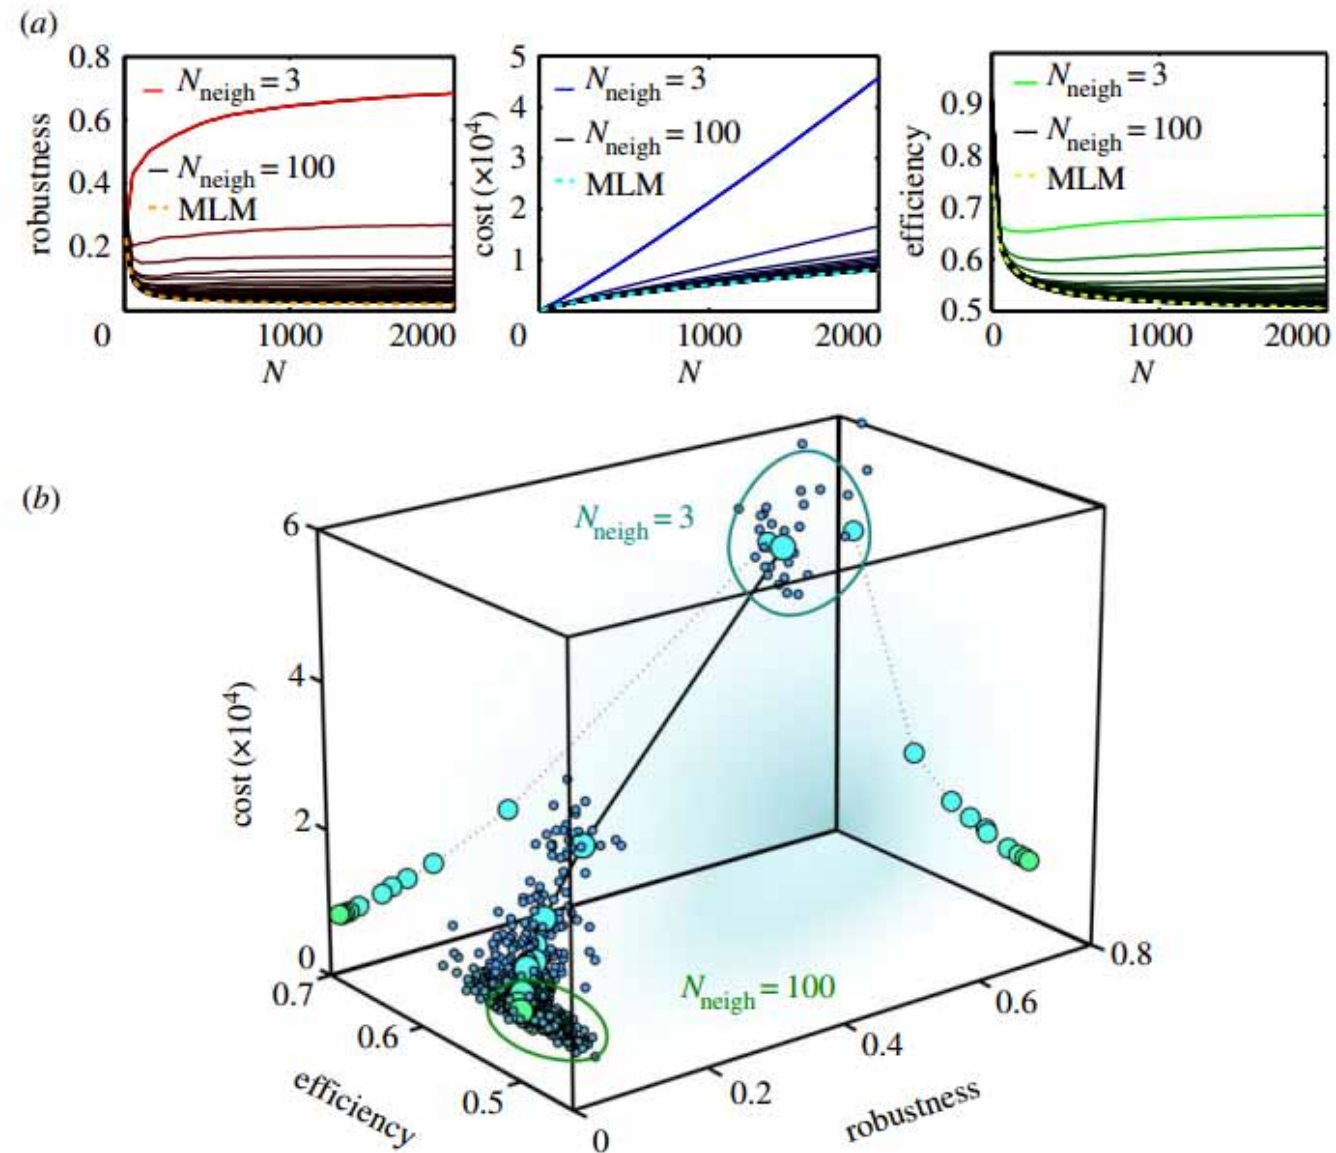 (a)
robustness
0.8
0.6
0.4
0.2
0
1000
2000
N
N_neigh = 3
N_neigh = 100
MLM
cost (×10^4)
5
4
3
2
1
0
1000
2000
N
N_neigh = 3
N_neigh = 100
MLM
efficiency
0.9
0.8
0.7
0.6
0.5
0
1000
2000
N
N_neigh = 3
N_neigh = 100
MLM
(b)
cost (×10^4)
6
4
2
0
N_neigh = 3
N_neigh = 100
0.7
0.6
0.5
efficiency
0
0.2
0.4
0.6
0.8
robustness